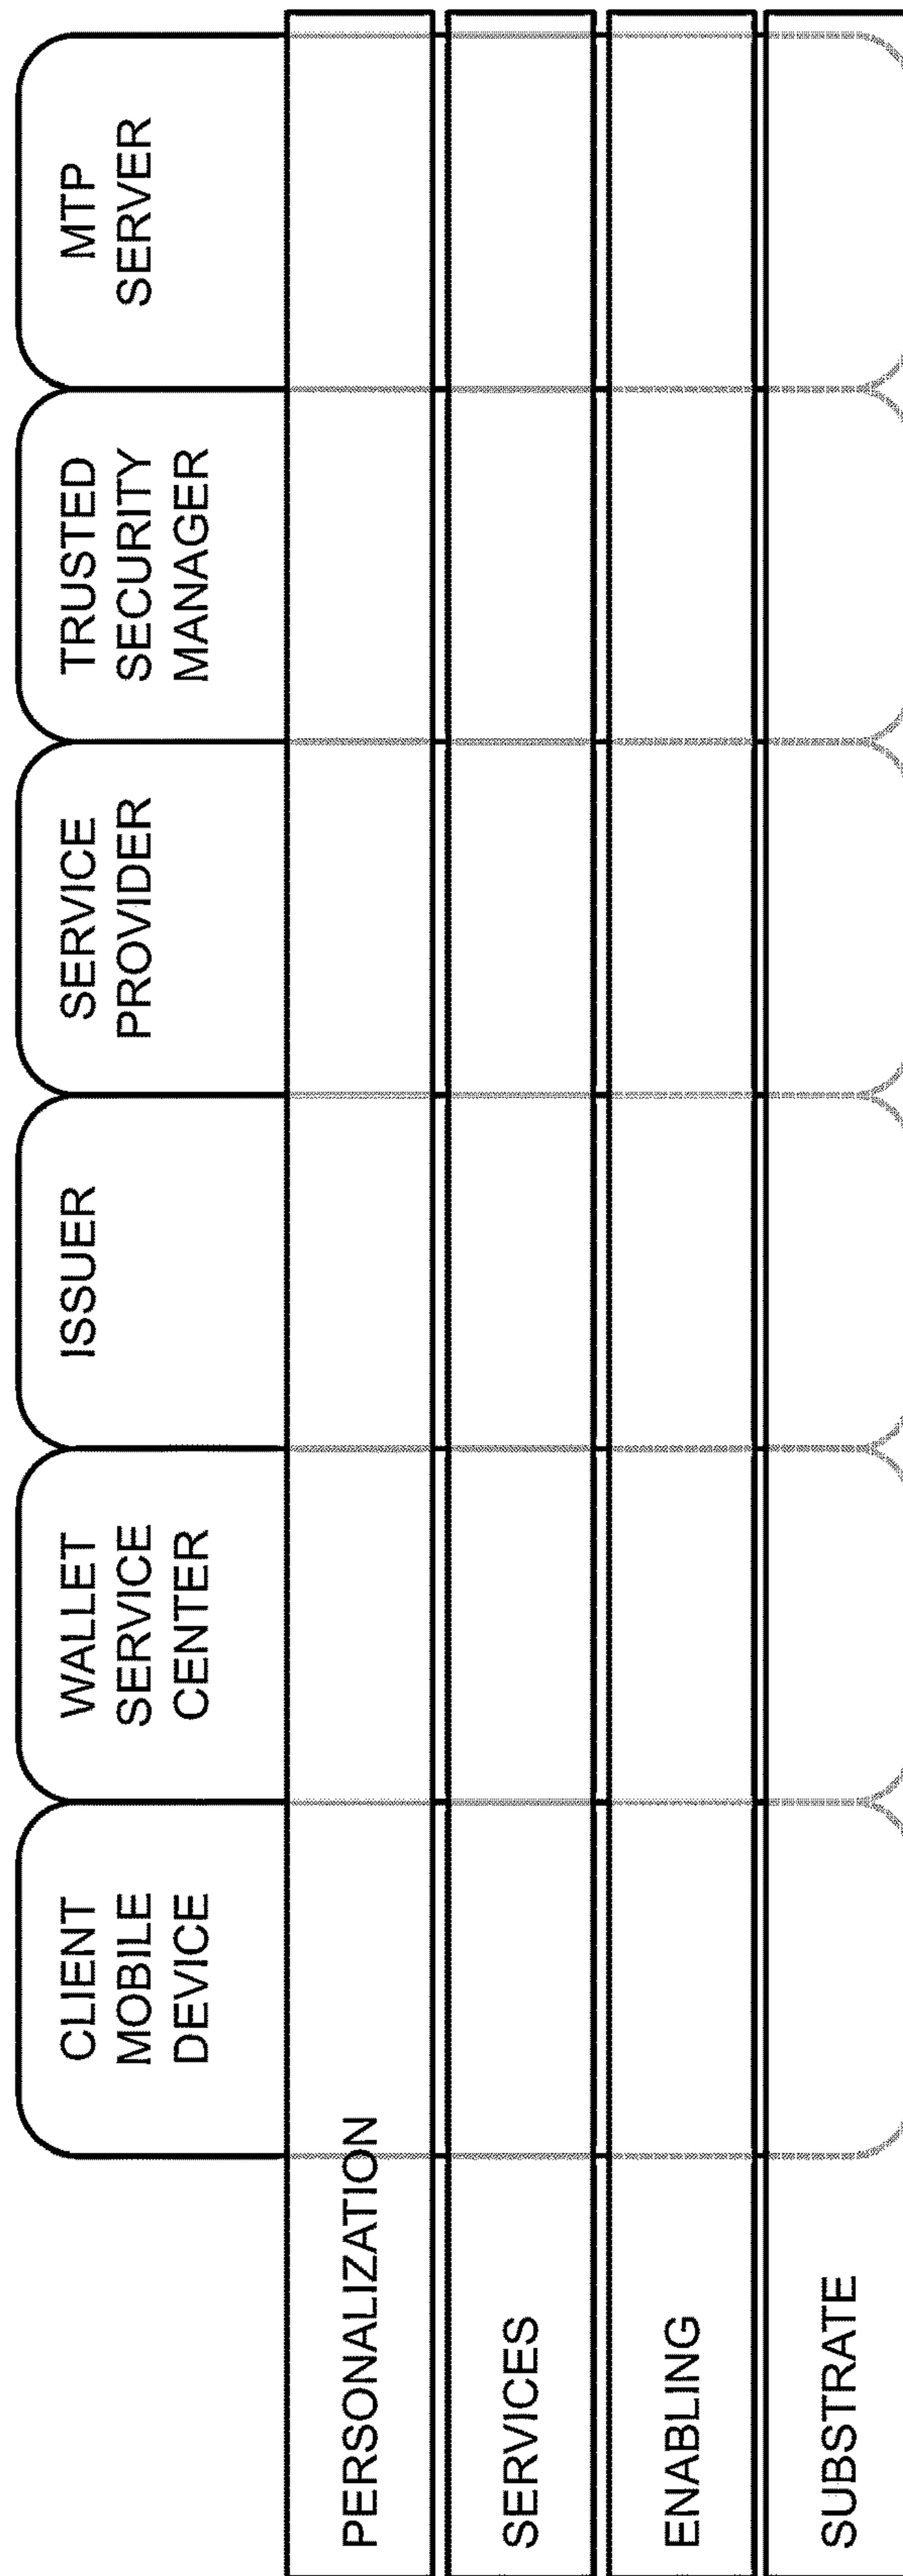 CLIENT
MOBILE
DEVICE
WALLET
SERVICE
CENTER
ISSUER
SERVICE
PROVIDER
TRUSTED
SECURITY
MANAGER
MTP
SERVER
PERSONALIZATION
SERVICES
ENABLING
SUBSTRATE